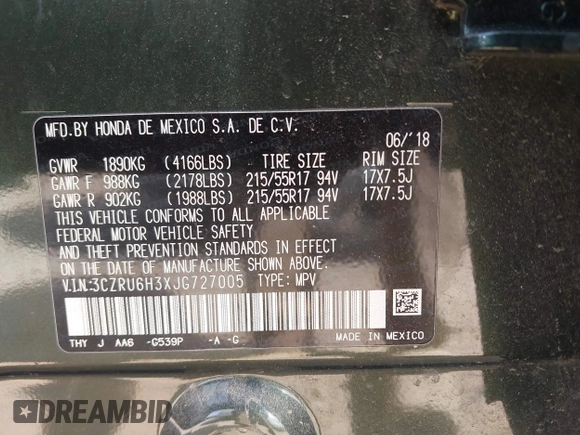 MFD.BY HONDA DE MEXICO S.A. DE C.V.
06/'18
GVWR 1890KG (4166LBS) TIRE SIZE RIM SIZE
GAWR F 988KG (2178LBS) 215/55R17 94V 17X7.5J
GAWR R 902KG (1988LBS) 215/55R17 94V 17X7.5J
THIS VEHICLE CONFORMS TO ALL APPLICABLE
FEDERAL MOTOR VEHICLE SAFETY
AND THEFT PREVENTION STANDARDS IN EFFECT
ON THE DATE OF MANUFACTURE SHOWN ABOVE.
V.I.N:3CZRU6H3XJG727005 TYPE: MPV
THY J AA6 -G539P -A -G MADE IN MEXICO
DREAMBID